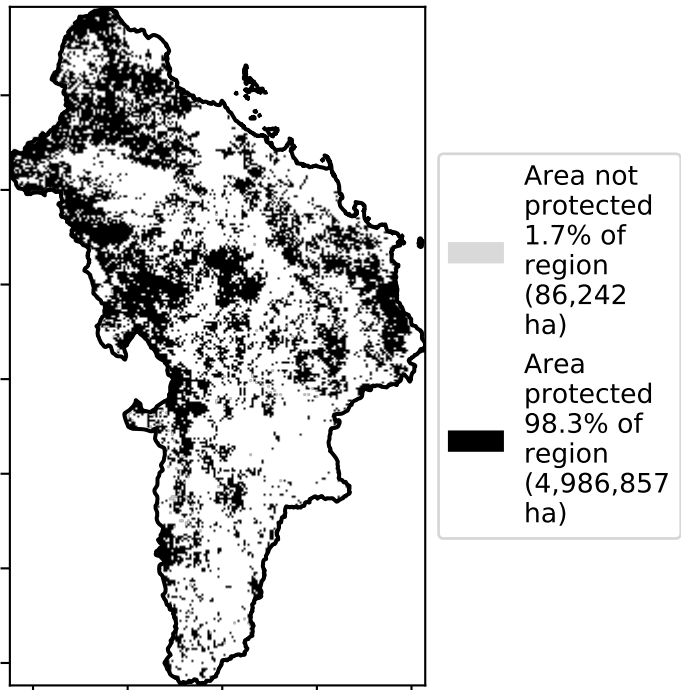 Area not
protected
1.7% of
region
(86,242
ha)
Area
protected
98.3% of
region
(4,986,857
ha)